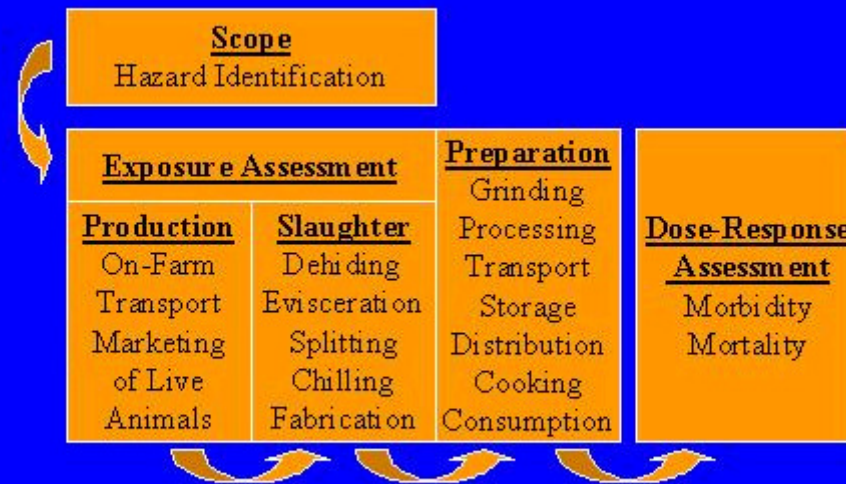 Scope
Hazard Identification
Exposure Assessment
Production
On-Farm
Transport
Marketing
of Live
Animals
Slaughter
Dehiding
Evisceration
Splitting
Chilling
Fabrication
Preparation
Grinding
Processing
Transport
Storage
Distribution
Cooking
Consumption
Dose-Response
Assessment
Morbidity
Mortality